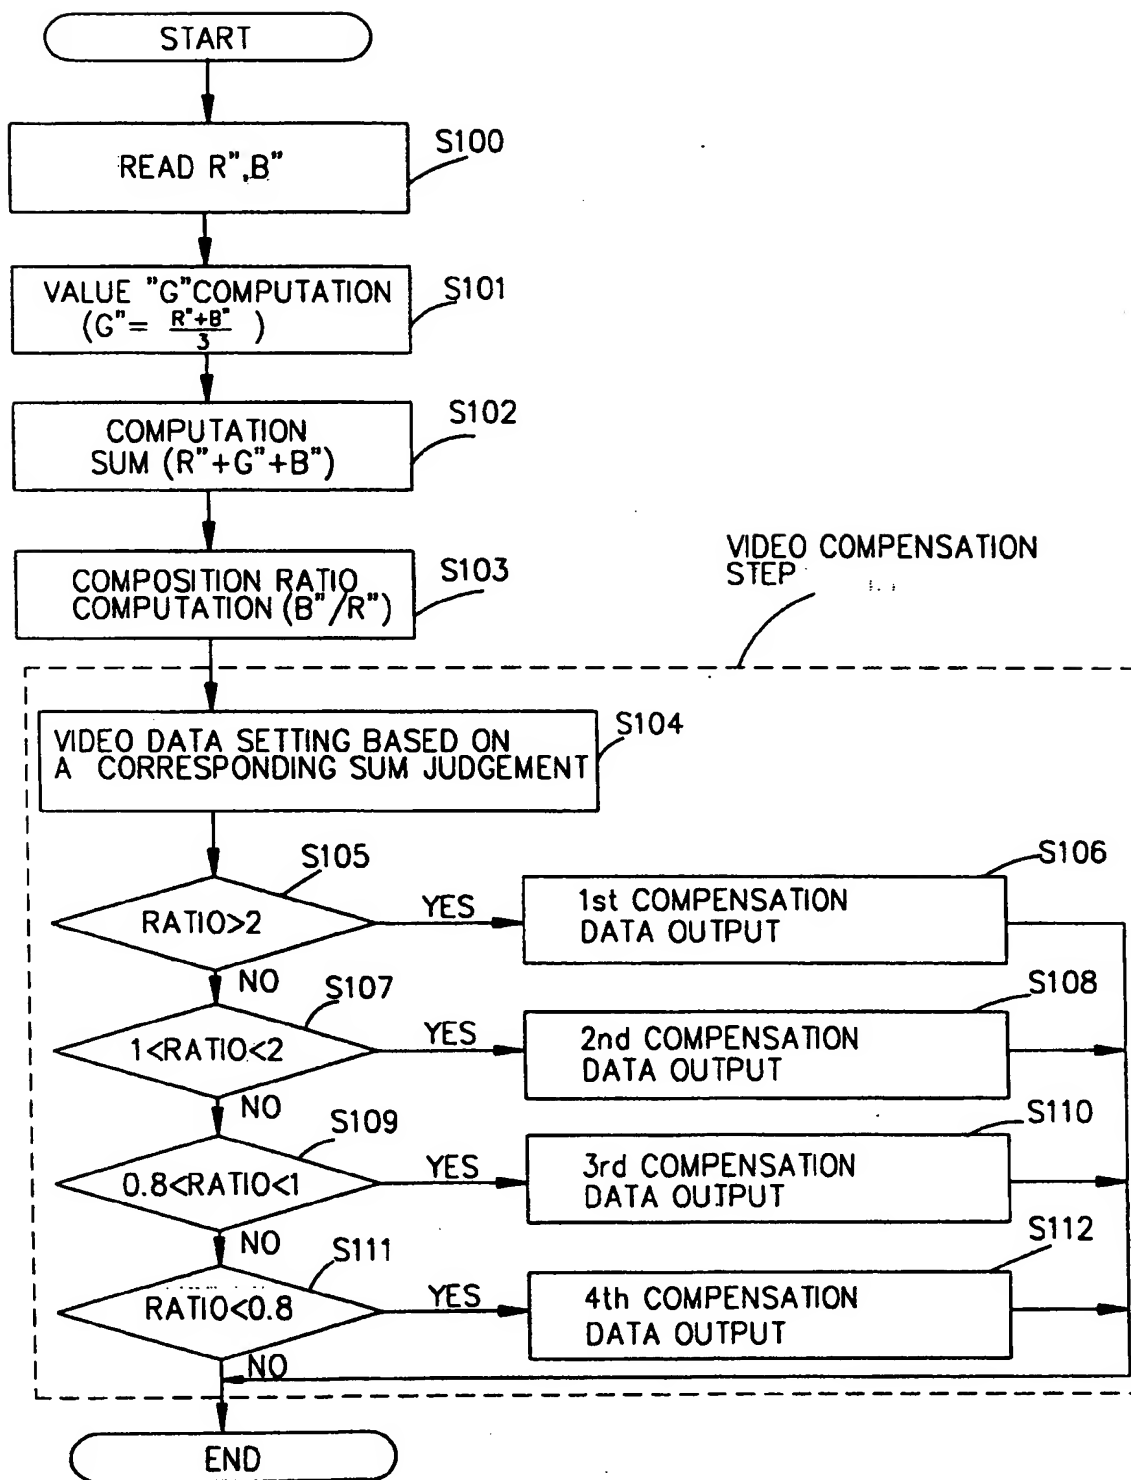 START
READ R",B"
S100
VALUE "G"COMPUTATION
(G"= R"+B"/3 )
S101
COMPUTATION
SUM (R"+G"+B")
S102
COMPOSITION RATIO
COMPUTATION (B"/R")
S103
VIDEO COMPENSATION
STEP
VIDEO DATA SETTING BASED ON
A CORRESPONDING SUM JUDGEMENT
S104
S105
RATIO>2
YES
S106
1st COMPENSATION
DATA OUTPUT
NO
S107
1<RATIO<2
YES
S108
2nd COMPENSATION
DATA OUTPUT
NO
S109
0.8<RATIO<1
YES
S110
3rd COMPENSATION
DATA OUTPUT
NO
S111
RATIO<0.8
YES
S112
4th COMPENSATION
DATA OUTPUT
NO
END